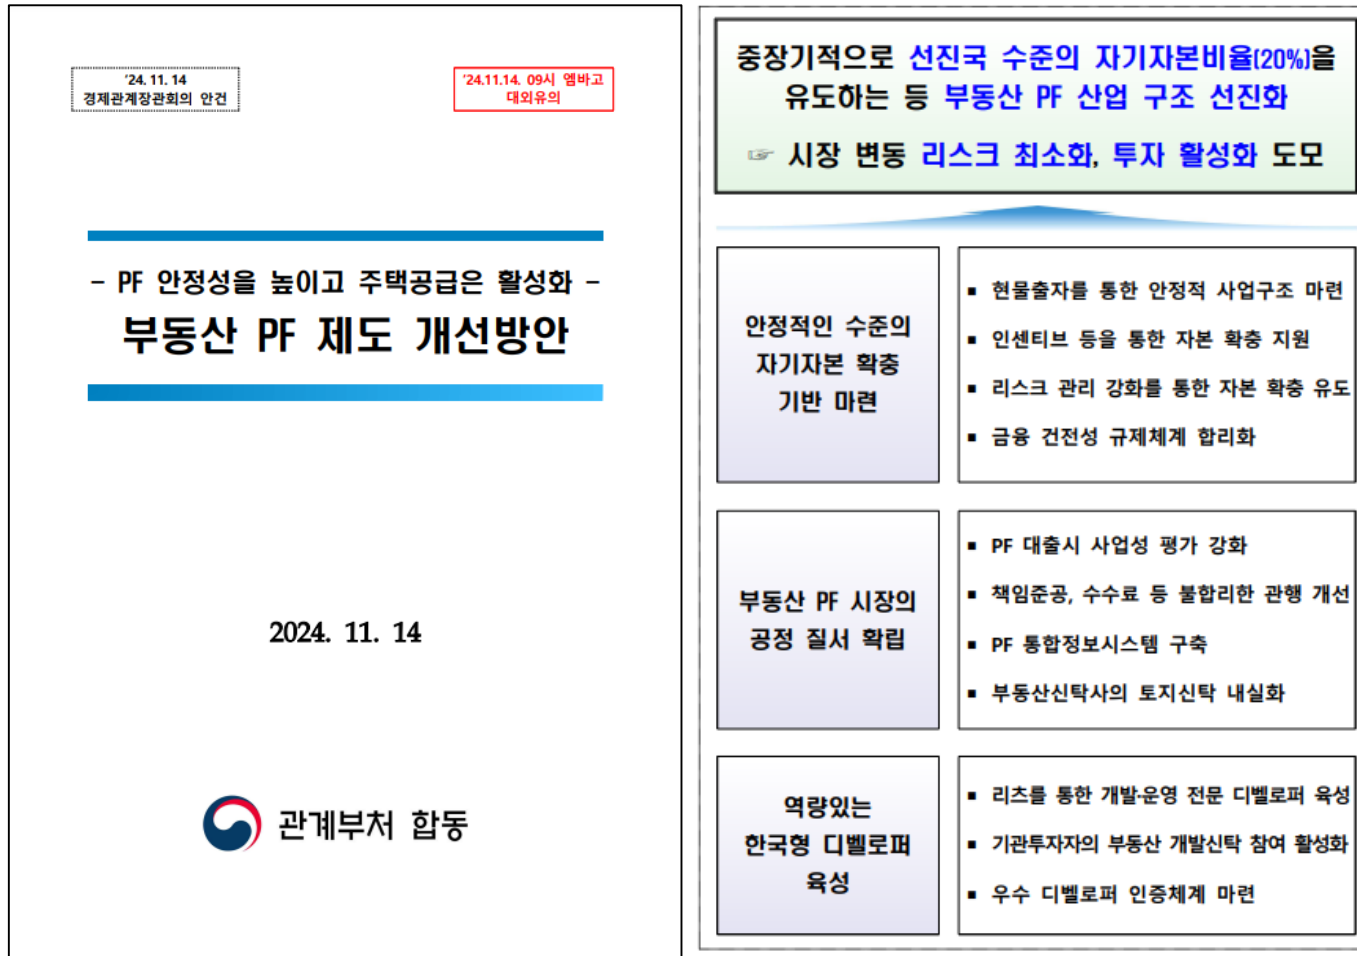 '24. 11. 14
경제관계장관회의 안건
'24.11.14. 09시 엠바고
대외유의
- PF 안정성을 높이고 주택공급은 활성화 -
부동산 PF 제도 개선방안
2024. 11. 14
관계부처 합동
중장기적으로 선진국 수준의 자기자본비율(20%)을
유도하는 등 부동산 PF 산업 구조 선진화
☞ 시장 변동 리스크 최소화, 투자 활성화 도모
안정적인 수준의
자기자본 확충
기반 마련
▪ 현물출자를 통한 안정적 사업구조 마련
▪ 인센티브 등을 통한 자본 확충 지원
▪ 리스크 관리 강화를 통한 자본 확충 유도
▪ 금융 건전성 규제체계 합리화
부동산 PF 시장의
공정 질서 확립
▪ PF 대출시 사업성 평가 강화
▪ 책임준공, 수수료 등 불합리한 관행 개선
▪ PF 통합정보시스템 구축
▪ 부동산신탁사의 토지신탁 내실화
역량있는
한국형 디벨로퍼
육성
▪ 리츠를 통한 개발·운영 전문 디벨로퍼 육성
▪ 기관투자자의 부동산 개발신탁 참여 활성화
▪ 우수 디벨로퍼 인증체계 마련